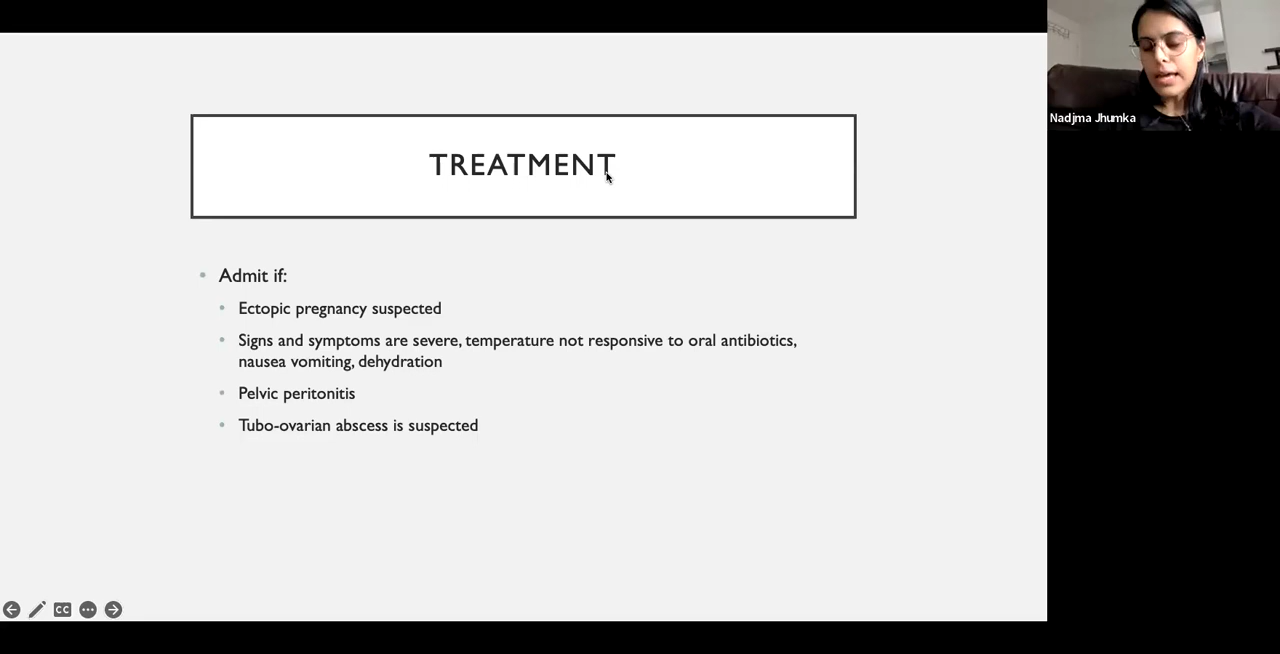 TREATMENT
Admit if:
Ectopic pregnancy suspected
Signs and symptoms are severe, temperature not responsive to oral antibiotics,
nausea vomiting, dehydration
Pelvic peritonitis
Tubo-ovarian abscess is suspected
Nadjma Jhumka
CC